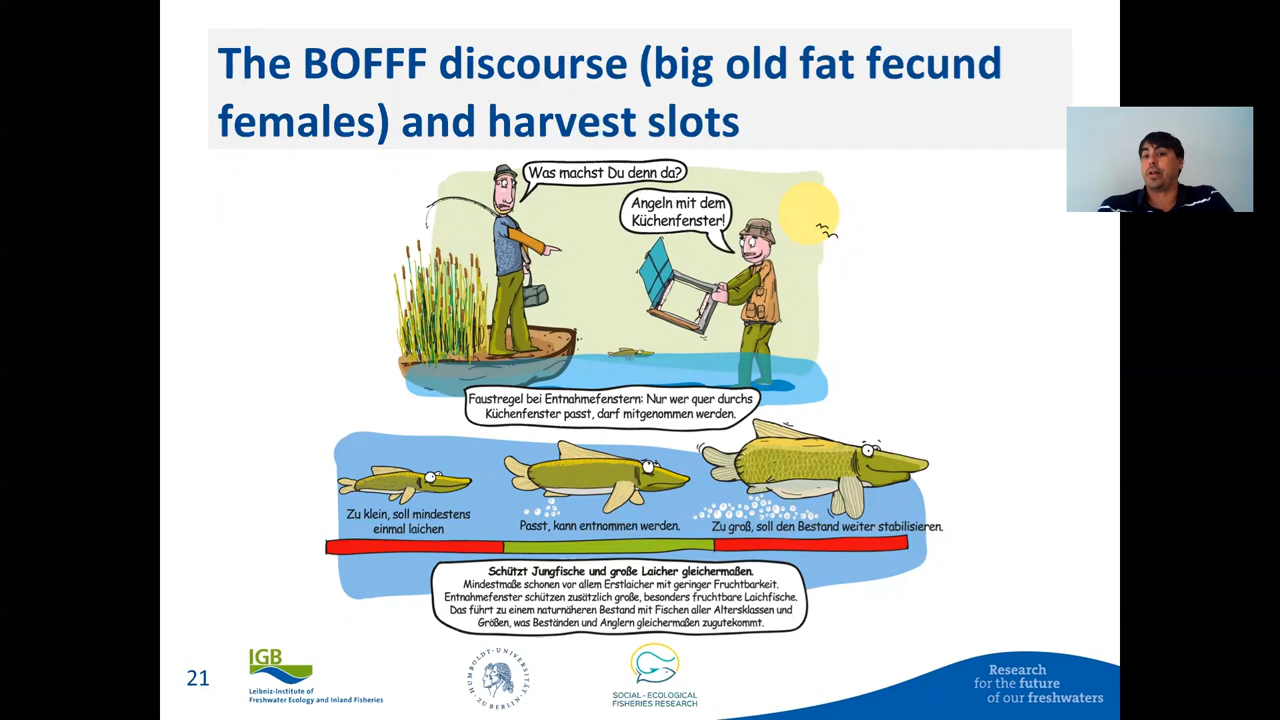 The BOFFF discourse (big old fat fecund
females) and harvest slots
Was machst Du denn da?
Angeln mit dem
Küchenfenster!
Faustregel bei Entnahmefenstern: Nur wer quer durchs
Küchenfenster passt, darf mitgenommen werden.
Zu klein, soll mindestens
einmal laichen
Passt, kann entnommen werden.
Zu groß, soll den Bestand weiter stabilisieren.
Schützt Jungfische und große Laicher gleichermaßen.
Mindestmaße schonen vor allem Erstlaicher mit geringer Fruchtbarkeit.
Entnahmefenster schützen zusätzlich große, besonders fruchtbare Laichfische.
Das führt zu einem naturnäheren Bestand mit Fischen aller Altersklassen und
Größen, was Beständen und Anglern gleichermaßen zugutekommt.
21
IGB
Leibniz-Institute of
Freshwater Ecology and Inland Fisheries
HUMBOLDT-UNIVERSITÄT
ZU BERLIN
SOCIAL-ECOLOGICAL
FISHERIES RESEARCH
Research
for the future
of our freshwaters